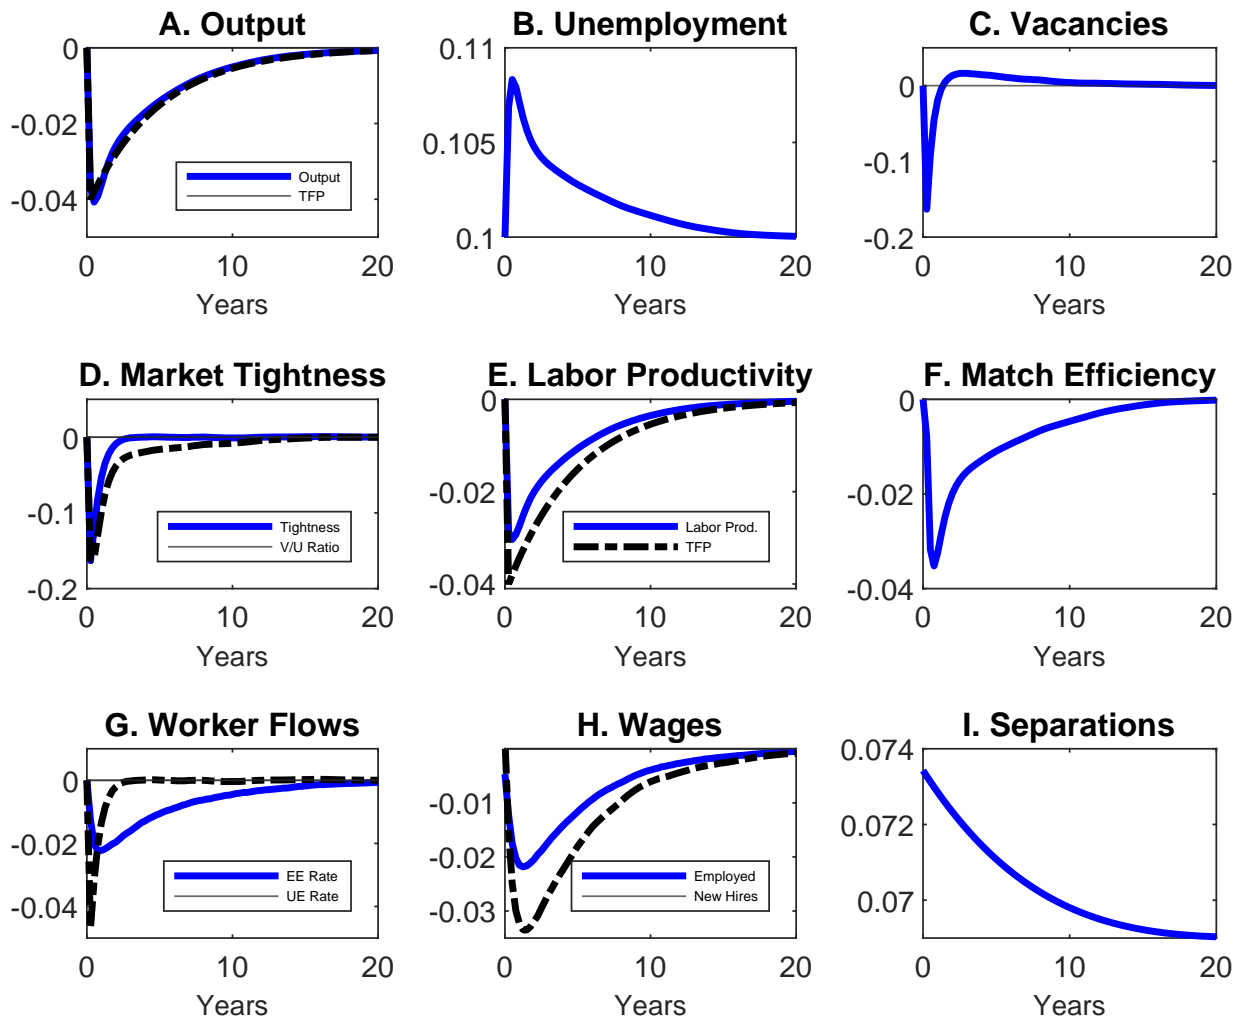 A. Output
0
-0.02
-0.04
Output
TFP
0 10 20
Years
B. Unemployment
0.11
0.105
0.1
0 10 20
Years
C. Vacancies
0
-0.1
-0.2
0 10 20
Years
D. Market Tightness
0
-0.1
-0.2
Tightness
V/U Ratio
0 10 20
Years
E. Labor Productivity
0
-0.02
-0.04
Labor Prod.
TFP
0 10 20
Years
F. Match Efficiency
0
-0.02
-0.04
0 10 20
Years
G. Worker Flows
0
-0.02
-0.04
EE Rate
UE Rate
0 10 20
Years
H. Wages
-0.01
-0.02
-0.03
Employed
New Hires
0 10 20
Years
I. Separations
0.074
0.072
0.07
0 10 20
Years